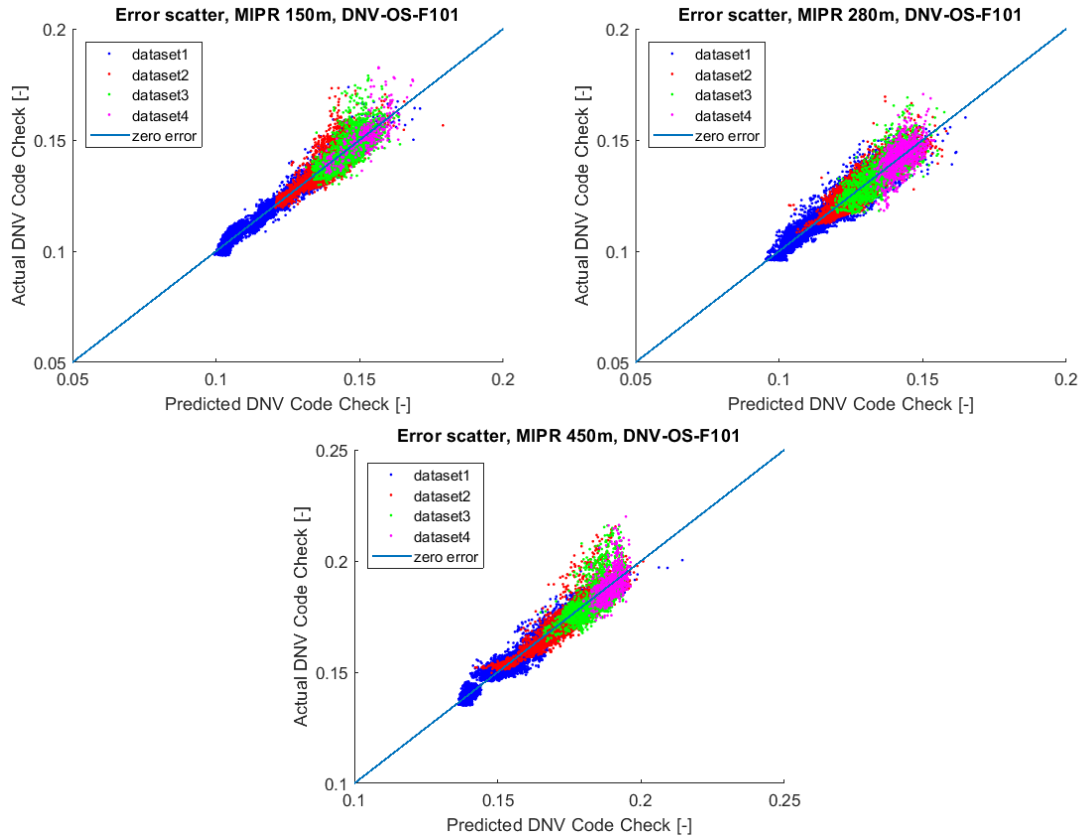 Error scatter, MIPR 150m, DNV-OS-F101
0.2
0.15
0.1
0.05
Actual DNV Code Check [-]
dataset1
dataset2
dataset3
dataset4
zero error
0.05
0.1
0.15
0.2
Predicted DNV Code Check [-]
Error scatter, MIPR 280m, DNV-OS-F101
0.2
0.15
0.1
0.05
Actual DNV Code Check [-]
dataset1
dataset2
dataset3
dataset4
zero error
0.05
0.1
0.15
0.2
Predicted DNV Code Check [-]
Error scatter, MIPR 450m, DNV-OS-F101
0.25
0.2
0.15
0.1
Actual DNV Code Check [-]
dataset1
dataset2
dataset3
dataset4
zero error
0.1
0.15
0.2
0.25
Predicted DNV Code Check [-]